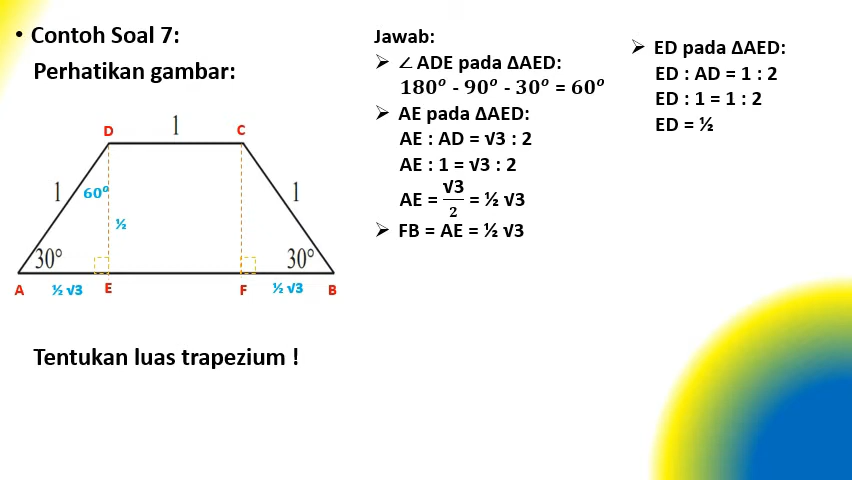 • Contoh Soal 7:
Perhatikan gambar:
D 1 C
1 60° 1
½
30° 30°
A ½ √3 E F ½ √3 B
Tentukan luas trapezium !
Jawab:
➢ ∠ ADE pada ΔAED:
180° - 90° - 30° = 60°
➢ AE pada ΔAED:
AE : AD = √3 : 2
AE : 1 = √3 : 2
AE = √3/2 = ½ √3
➢ FB = AE = ½ √3
➢ ED pada ΔAED:
ED : AD = 1 : 2
ED : 1 = 1 : 2
ED = ½